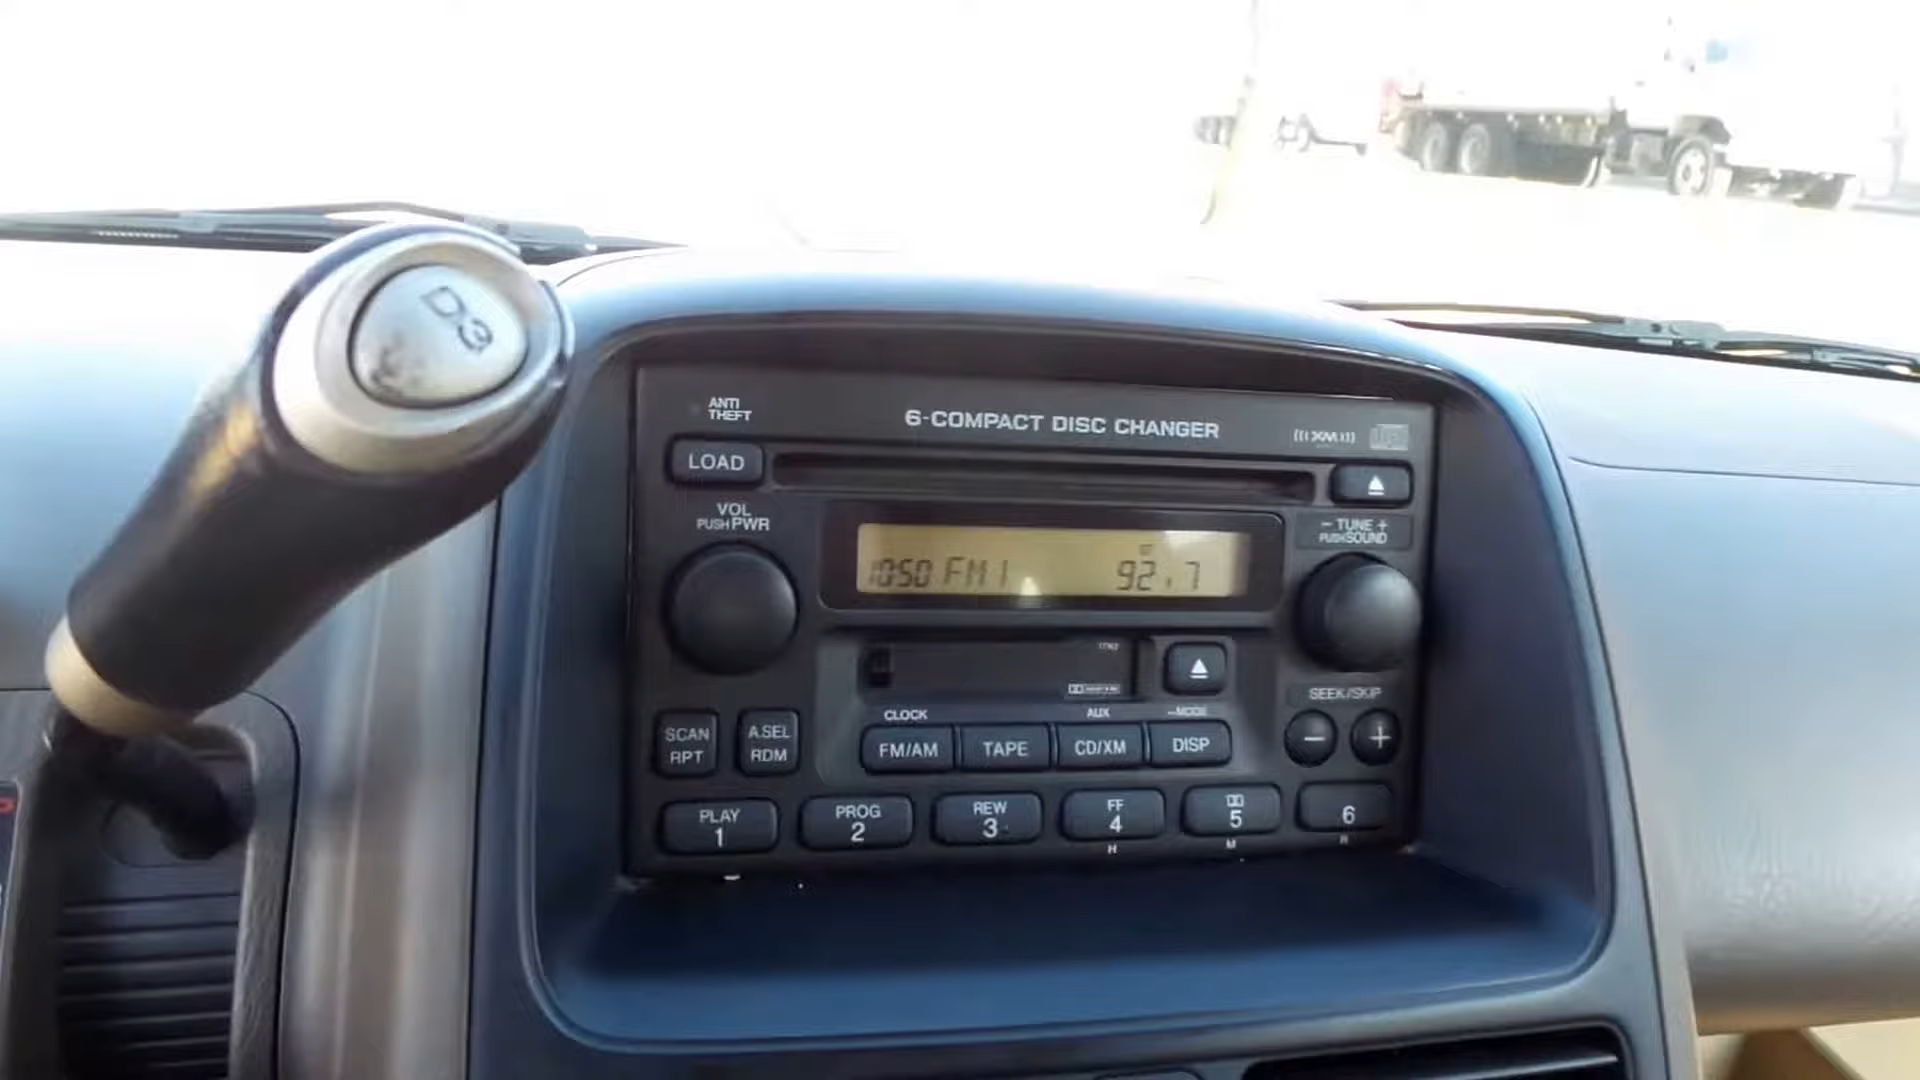 D3
ANTI
THEFT
6-COMPACT DISC CHANGER
XM
LOAD
VOL
PUSH PWR
- TUNE +
PUSH SOUND
10:50 FM1 92.7
SEEK/SKIP
CLOCK
AUX
MODE
SCAN
RPT
A.SEL
RDM
FM/AM
TAPE
CD/XM
DISP
PLAY
1
PROG
2
REW
3
FF
4
5
6
H
M
R